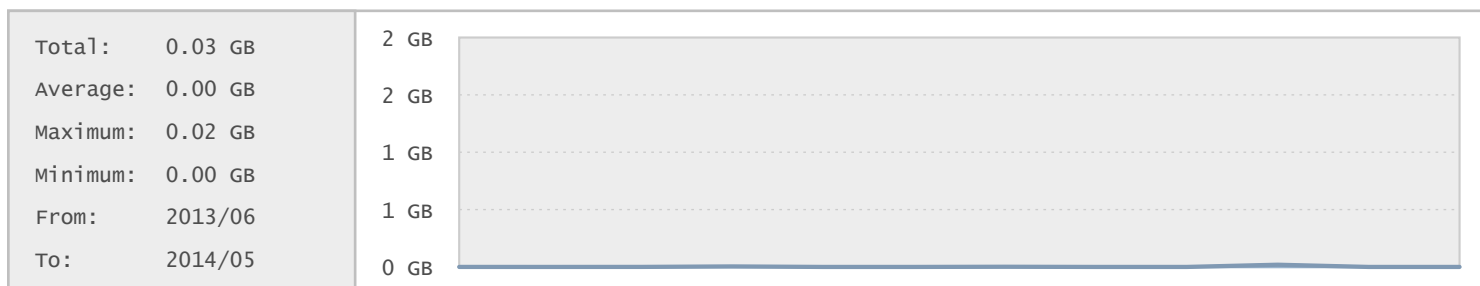 Total: 0.03 GB
Average: 0.00 GB
Maximum: 0.02 GB
Minimum: 0.00 GB
From: 2013/06
To: 2014/05
2 GB
2 GB
1 GB
1 GB
0 GB